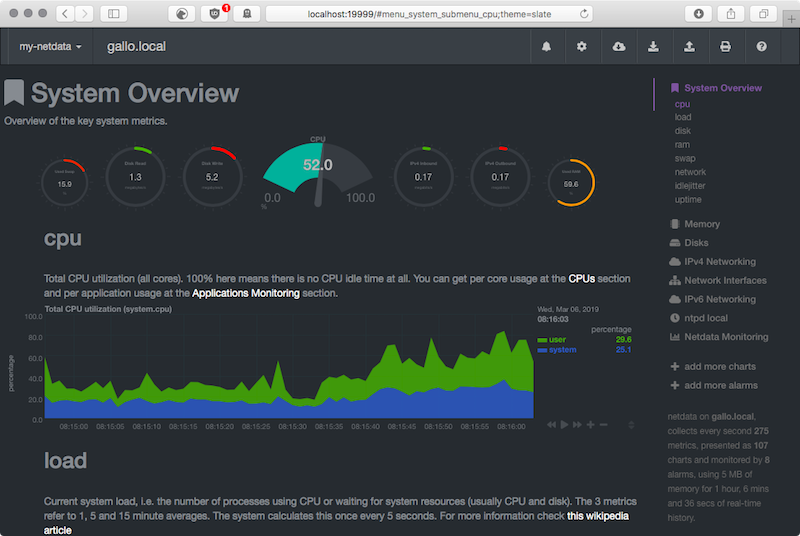 localhost:19999/#menu_system_submenu_cpu;theme=slate
1
my-netdata
gallo.local
System Overview
Overview of the key system metrics.
Used Swap
15.9
%
Disk Read
1.3
megabytes/s
Disk Write
5.2
megabytes/s
CPU
52.0
0.0
100.0
%
IPv4 Inbound
0.17
megabits/s
IPv4 Outbound
0.17
megabits/s
Used RAM
59.6
%
cpu
Total CPU utilization (all cores). 100% here means there is no CPU idle time at all. You can get per core usage at the CPUs section
and per application usage at the Applications Monitoring section.
Total CPU utilization (system.cpu)
percentage
100.0
80.0
60.0
40.0
20.0
0.0
08:15:00
08:15:05
08:15:10
08:15:15
08:15:20
08:15:25
08:15:30
08:15:35
08:15:40
08:15:45
08:15:50
08:15:55
08:16:00
Wed, Mar 06, 2019
08:16:03
percentage
user 29.6
system 25.1
load
Current system load, i.e. the number of processes using CPU or waiting for system resources (usually CPU and disk). The 3 metrics
refer to 1, 5 and 15 minute averages. The system calculates this once every 5 seconds. For more information check this wikipedia
article
System Overview
cpu
load
disk
ram
swap
network
idlejitter
uptime
Memory
Disks
IPv4 Networking
Network Interfaces
IPv6 Networking
ntpd local
Netdata Monitoring
add more charts
add more alarms
netdata on gallo.local,
collects every second 275
metrics, presented as 107
charts and monitored by 8
alarms, using 5 MB of
memory for 1 hour, 6 mins
and 36 secs of real-time
history.